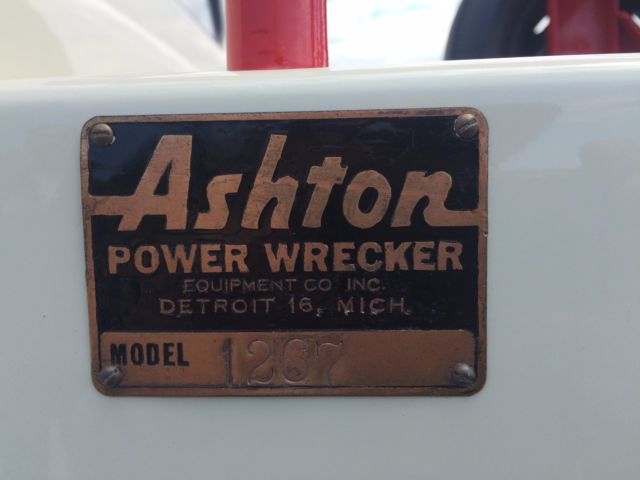 Ashton
POWER WRECKER
EQUIPMENT CO INC.
DETROIT 16, MICH.
MODEL 1267